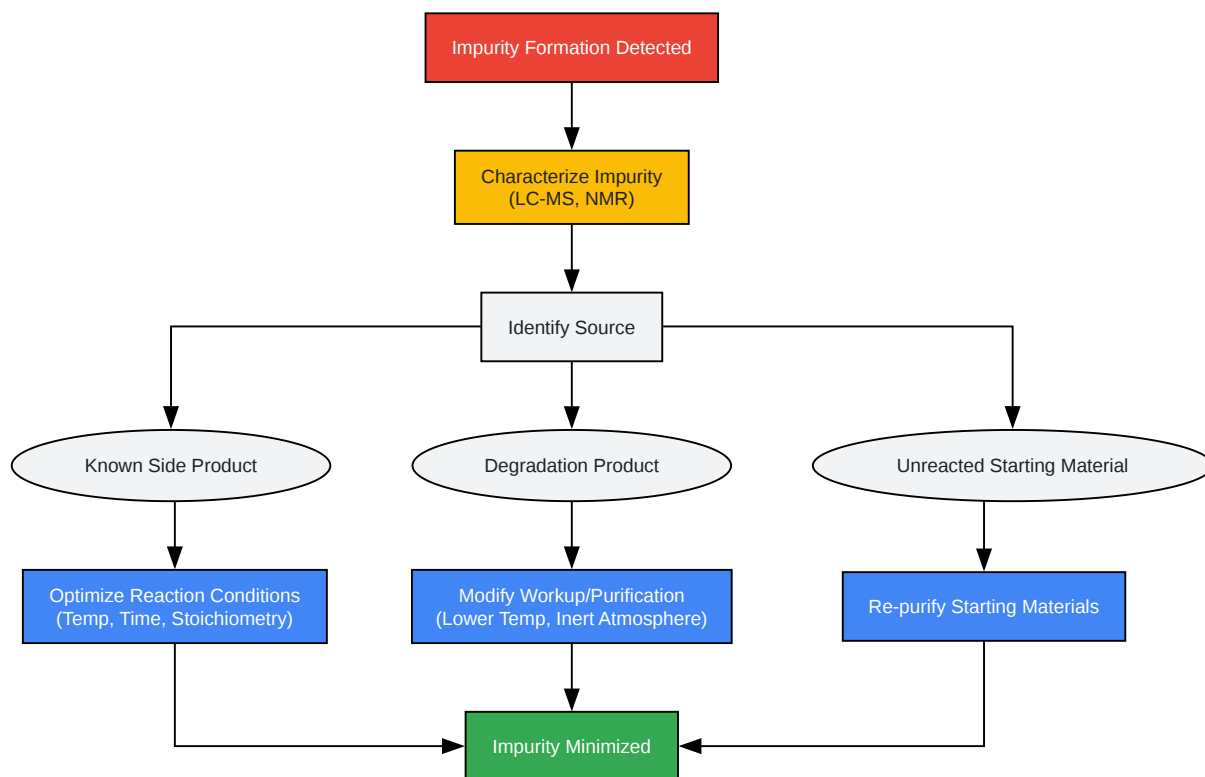 Impurity Formation Detected
Characterize Impurity
(LC-MS, NMR)
Identify Source
Known Side Product
Degradation Product
Unreacted Starting Material
Optimize Reaction Conditions
(Temp, Time, Stoichiometry)
Modify Workup/Purification
(Lower Temp, Inert Atmosphere)
Re-purify Starting Materials
Impurity Minimized